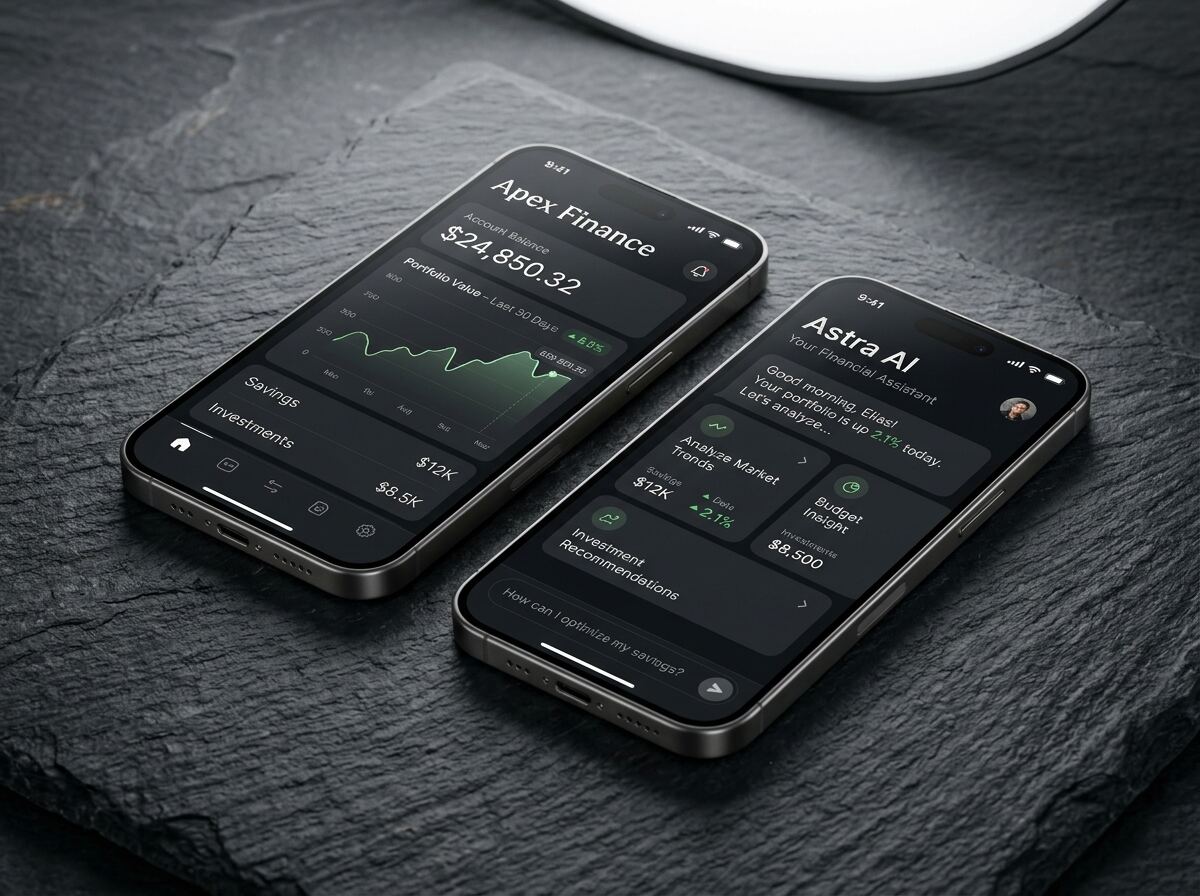 9:41
Apex Finance
Account Balance
$24,850.32
Portfolio Value – Last 30 Days
0
Savings
$12K
Investments
$8.5K
9:41
Astra AI
Your Financial Assistant
Good morning, Elias!
Your portfolio is up 2.1% today.
Let's analyze...
Analyze Market
Trends
Savings
$12K
2.1%
Budget
Insight
Investments
$8,500
Investment
Recommendations
How can I optimize my savings?